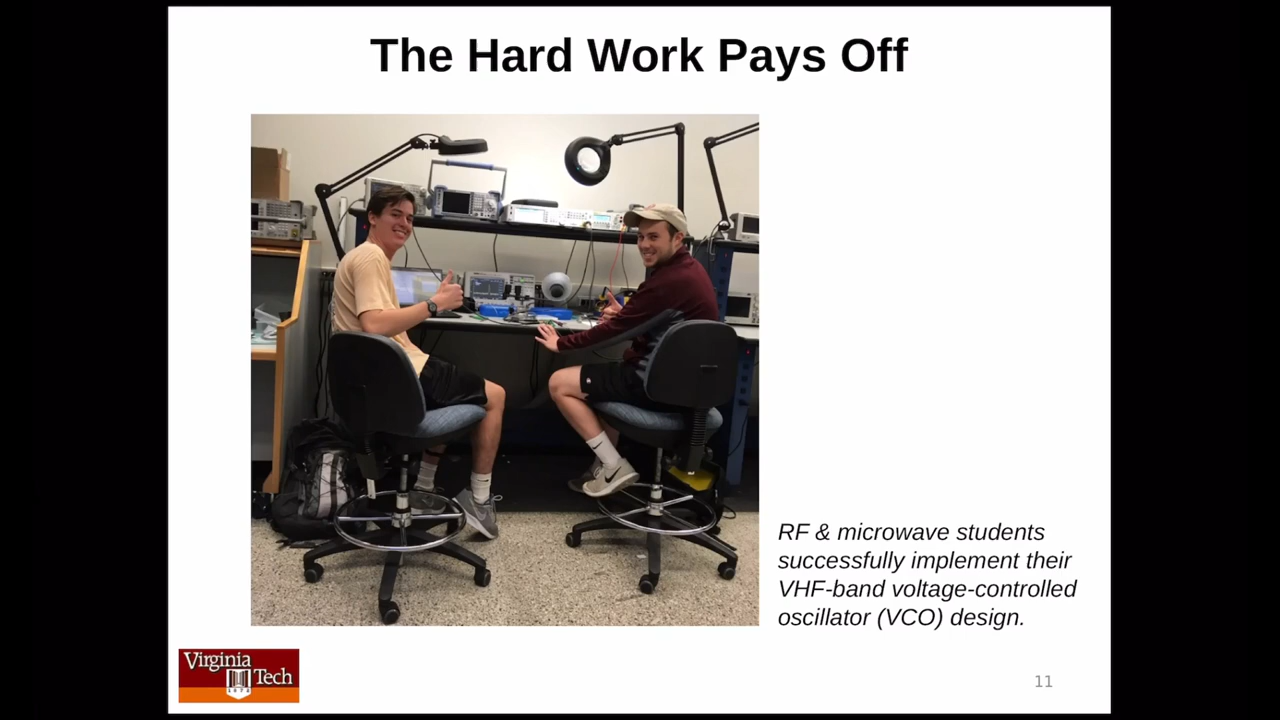 The Hard Work Pays Off
RF & microwave students
successfully implement their
VHF-band voltage-controlled
oscillator (VCO) design.
Virginia
Tech
1872
11